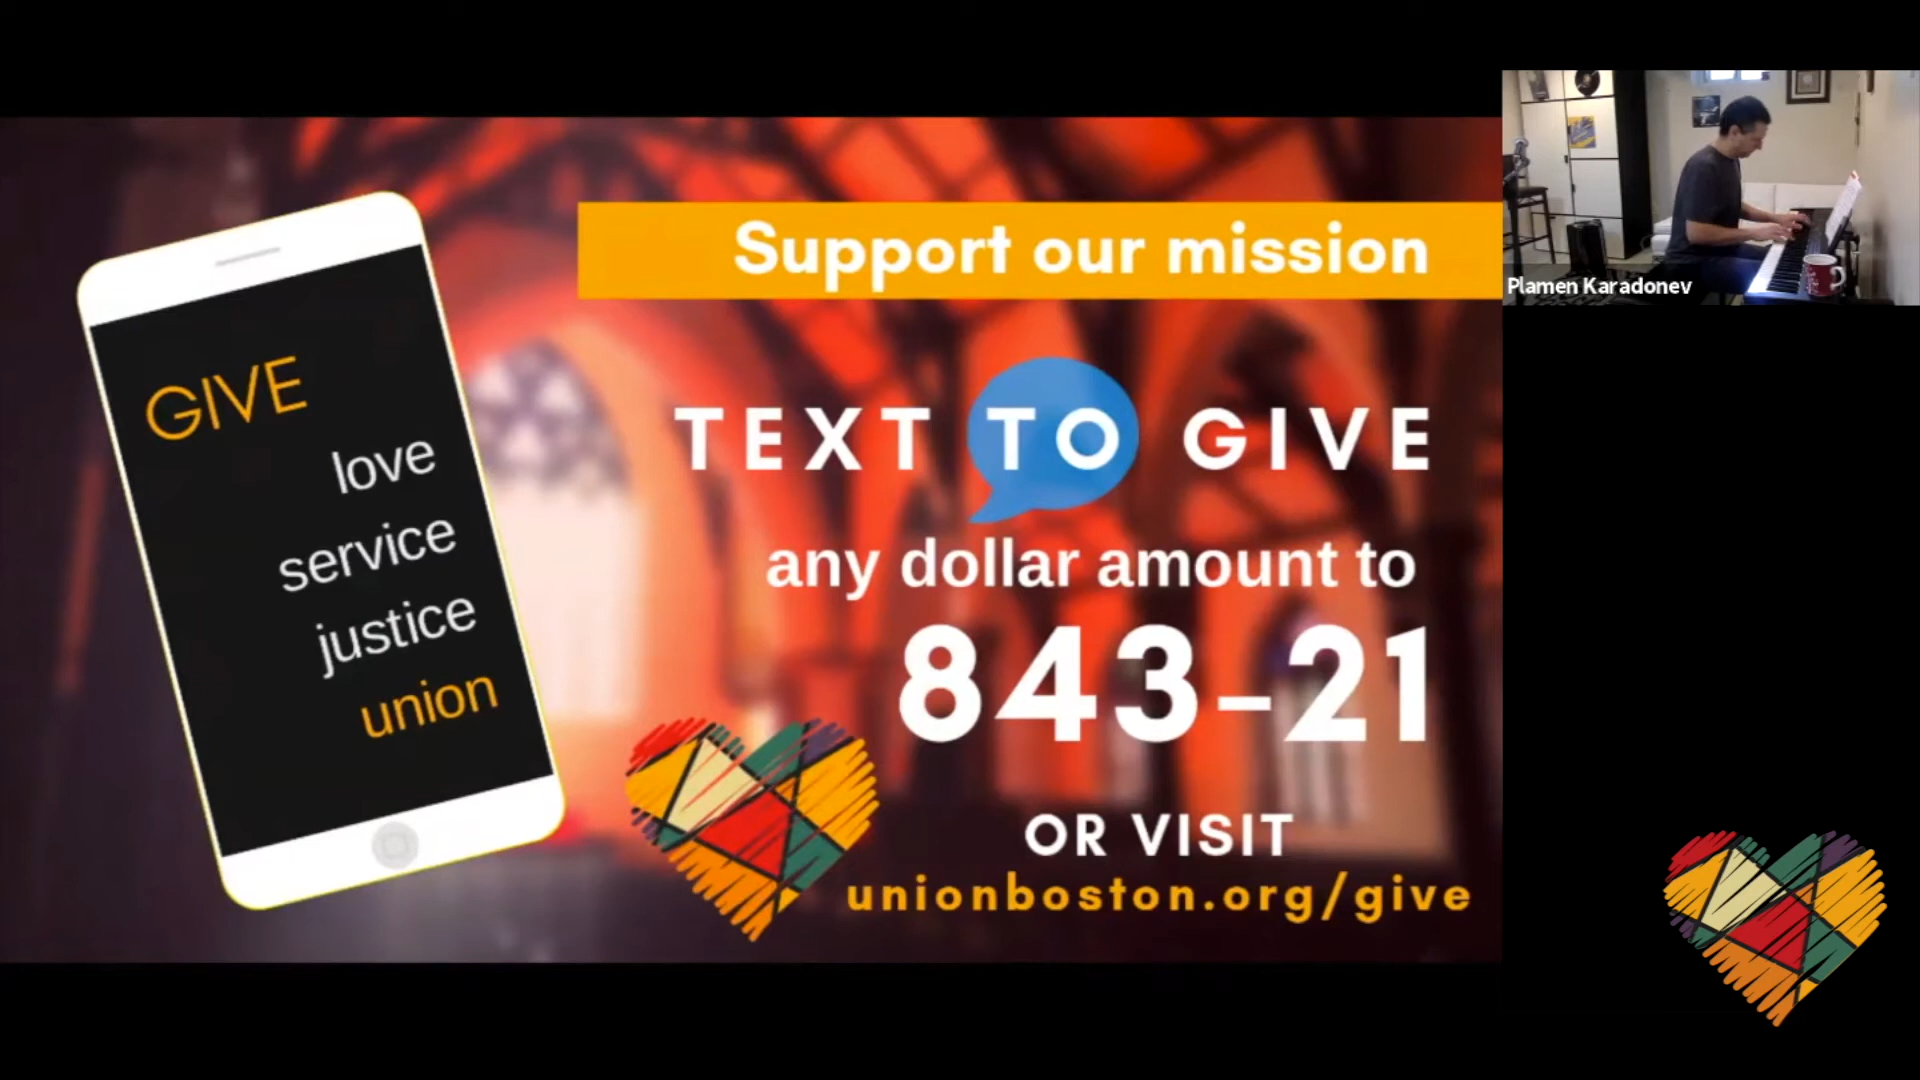 GIVE
love
service
justice
union
Support our mission
TEXT TO GIVE
any dollar amount to
843-21
OR VISIT
unionboston.org/give
Plamen Karadonev